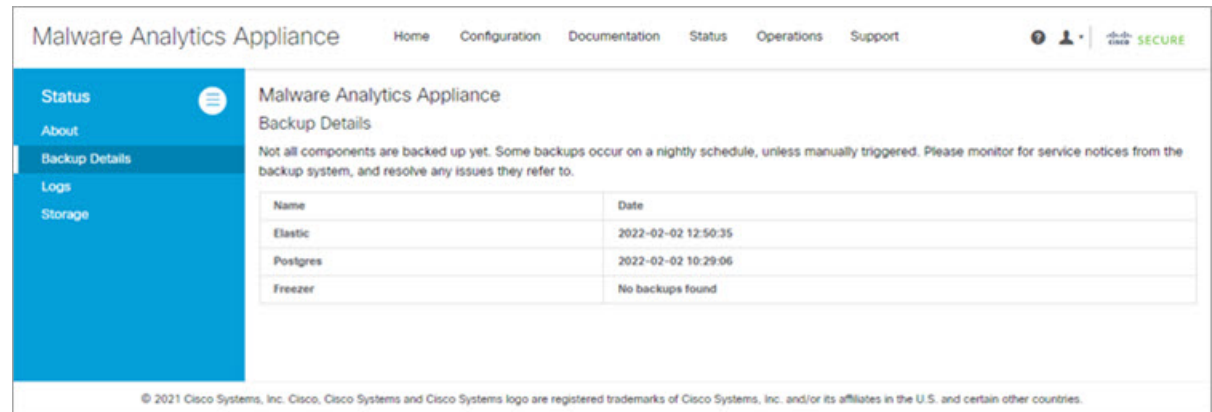 Malware Analytics Appliance Home Configuration Documentation Status Operations Support cisco SECURE
Status
About
Backup Details
Logs
Storage
Malware Analytics Appliance
Backup Details
Not all components are backed up yet. Some backups occur on a nightly schedule, unless manually triggered. Please monitor for service notices from the
backup system, and resolve any issues they refer to.
Name Date
Elastic 2022-02-02 12:50:35
Postgres 2022-02-02 10:29:06
Freezer No backups found
© 2021 Cisco Systems, Inc. Cisco, Cisco Systems and Cisco Systems logo are registered trademarks of Cisco Systems, Inc. and/or its affiliates in the U.S. and certain other countries.